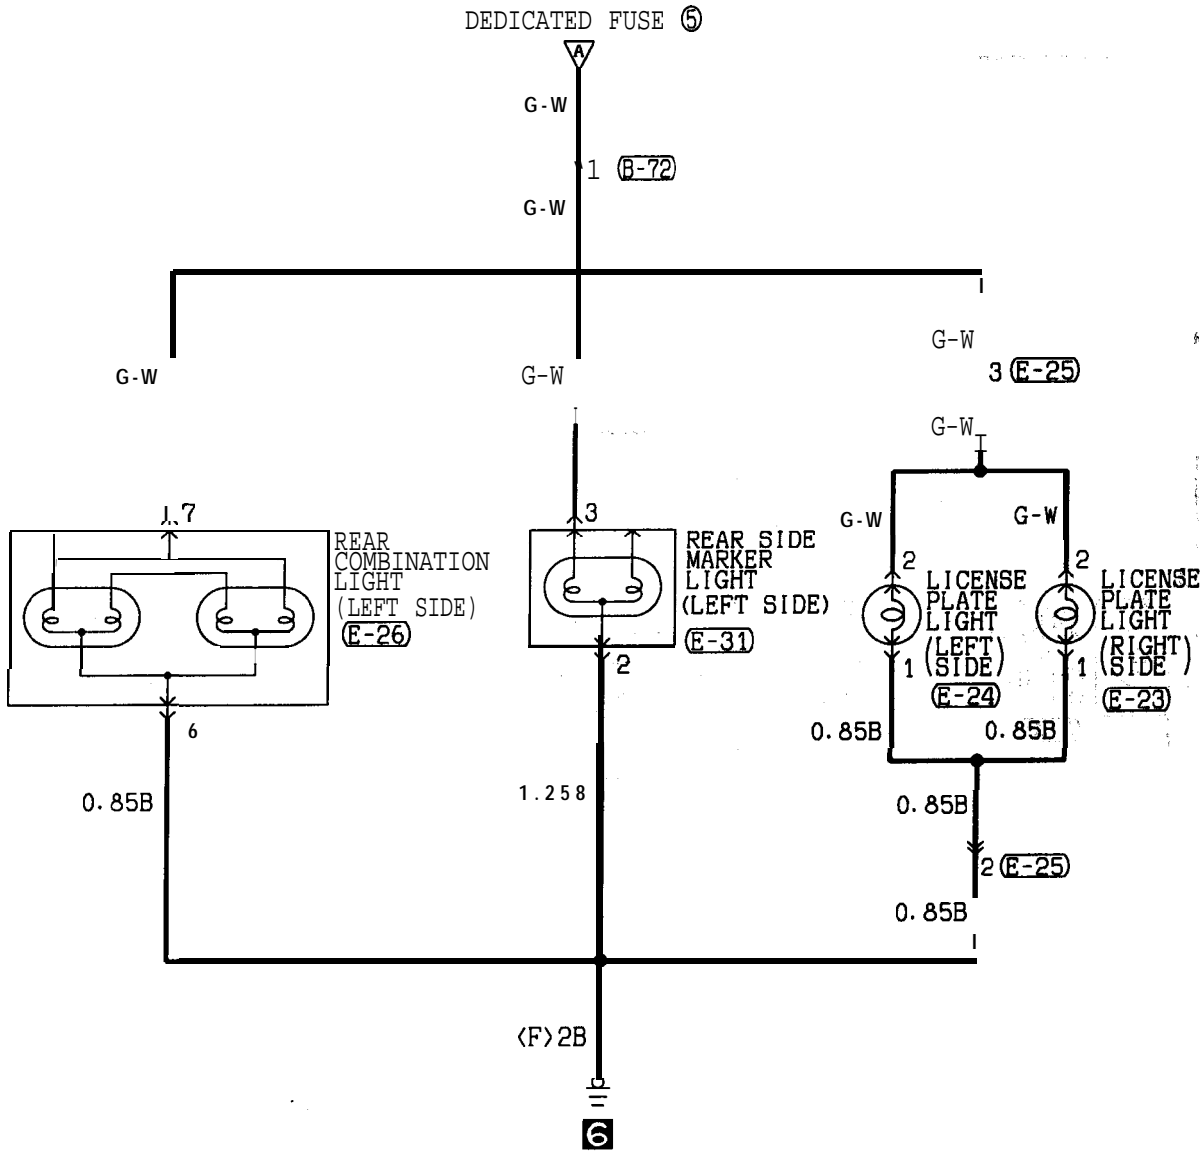 DEDICATED FUSE ⑤
A
G-W
1 B-72
G-W
G-W
G-W
G-W
3 E-25
G-W
7
REAR
COMBINATION
LIGHT
(LEFT SIDE)
E-26
6
3
REAR SIDE
MARKER
LIGHT
(LEFT SIDE)
E-31
2
G-W
G-W
2
LICENSE
PLATE
LIGHT
(LEFT
SIDE)
1
E-24
2
LICENSE
PLATE
LIGHT
(RIGHT
SIDE)
1
E-23
0.85B
0.85B
0.85B
1.258
0.85B
2 E-25
0.85B
<F>2B
6